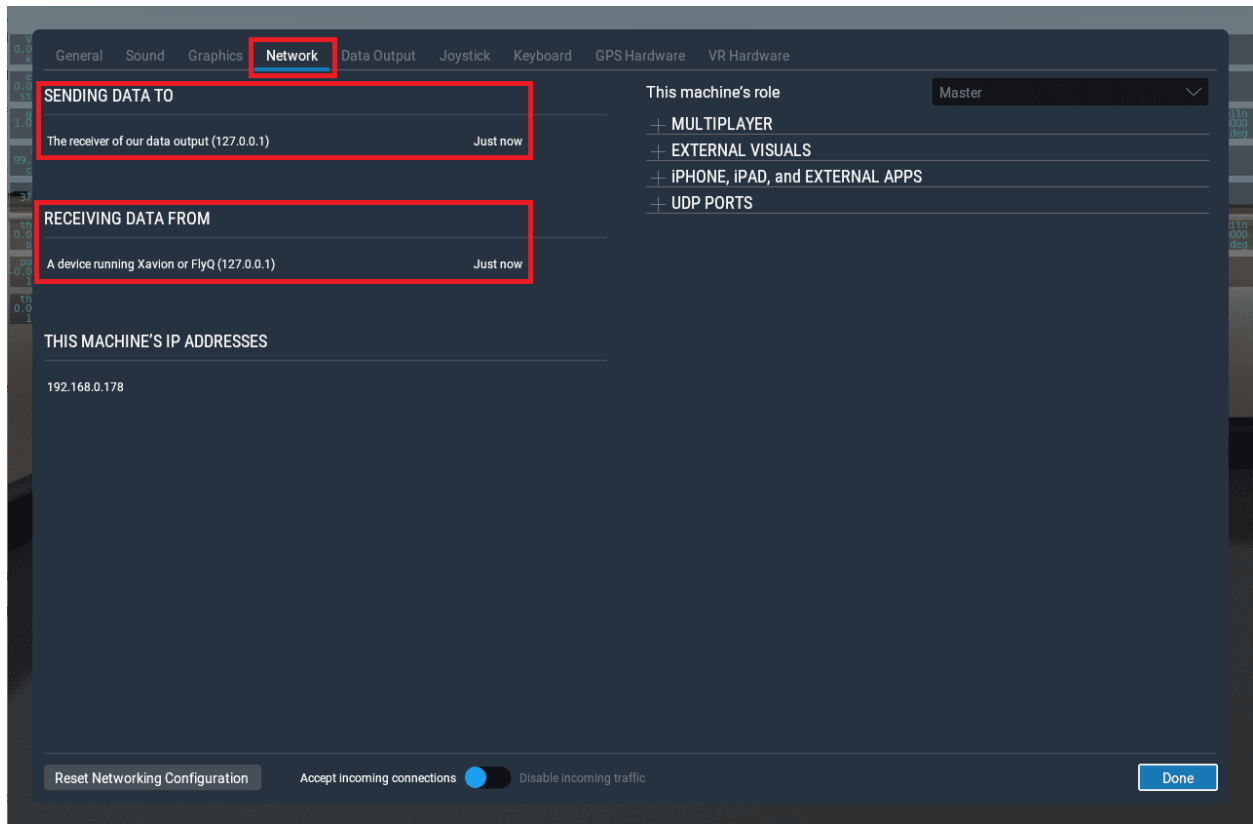 General Sound Graphics Network Data Output Joystick Keyboard GPS Hardware VR Hardware
SENDING DATA TO
The receiver of our data output (127.0.0.1) Just now
RECEIVING DATA FROM
A device running Xavion or FlyQ (127.0.0.1) Just now
THIS MACHINE'S IP ADDRESSES
192.168.0.178
This machine's role Master
MULTIPLAYER
EXTERNAL VISUALS
iPHONE, iPAD, and EXTERNAL APPS
UDP PORTS
Reset Networking Configuration Accept incoming connections Disable incoming traffic Done